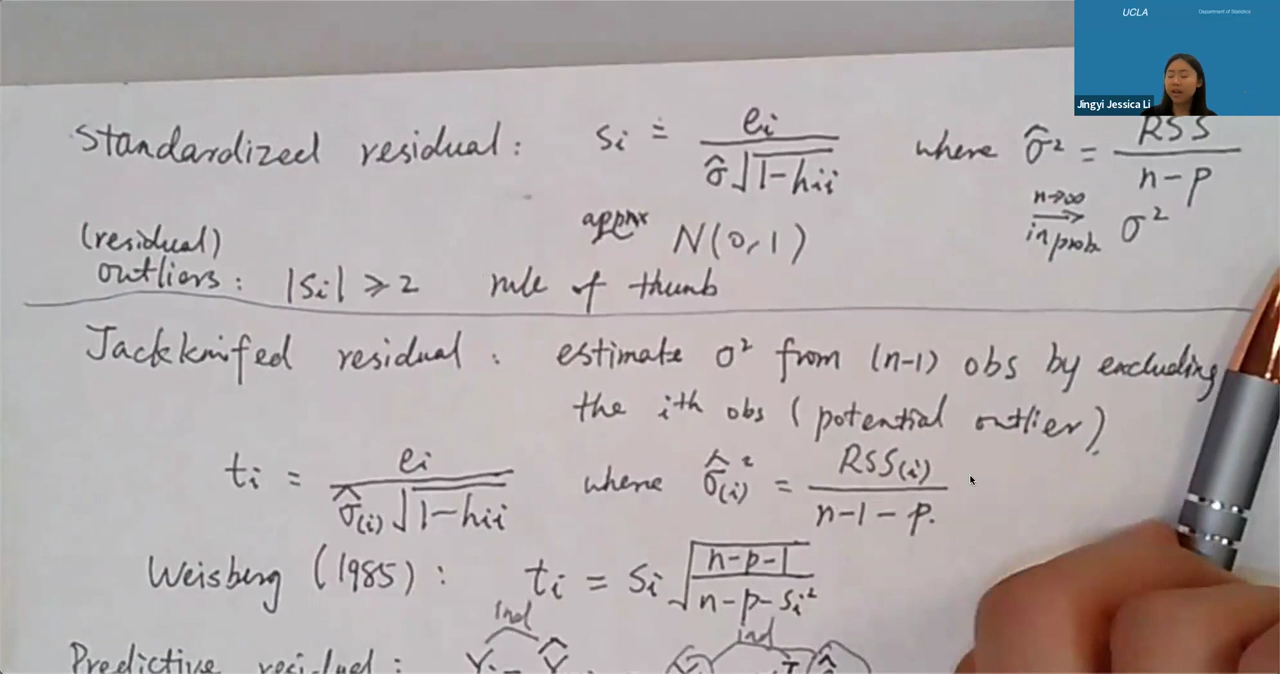 UCLA Department of Statistics
Jingyi Jessica Li
Standardized residual: si = ei / σ̂√(1-hii) where σ̂² = RSS / n-p
approx N(0,1) n→∞ in prob. → σ²
(residual)
outliers: |si| ≥ 2 rule of thumb
Jackknifed residual: estimate σ² from (n-1) obs by excluding
the ith obs (potential outlier).
ti = ei / σ̂(i)√(1-hii) where σ̂(i)² = RSS(i) / n-1-p.
Weisberg (1985): ti = si √(n-p-1 / n-p-si²)
ind ind
Predictive residual: Yi - Ŷ